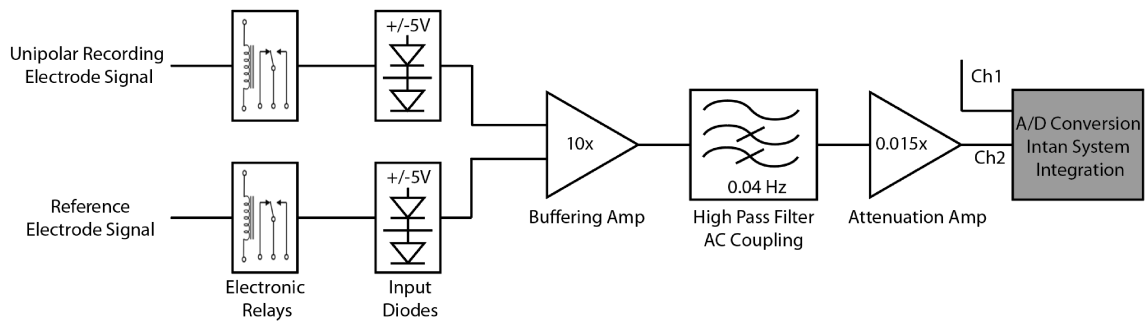 Unipolar Recording
Electrode Signal
+/-5V
10x
Buffering Amp
0.04 Hz
High Pass Filter
AC Coupling
0.015x
Attenuation Amp
Ch1
Ch2
A/D Conversion
Intan System
Integration
Reference
Electrode Signal
+/-5V
Electronic
Relays
Input
Diodes